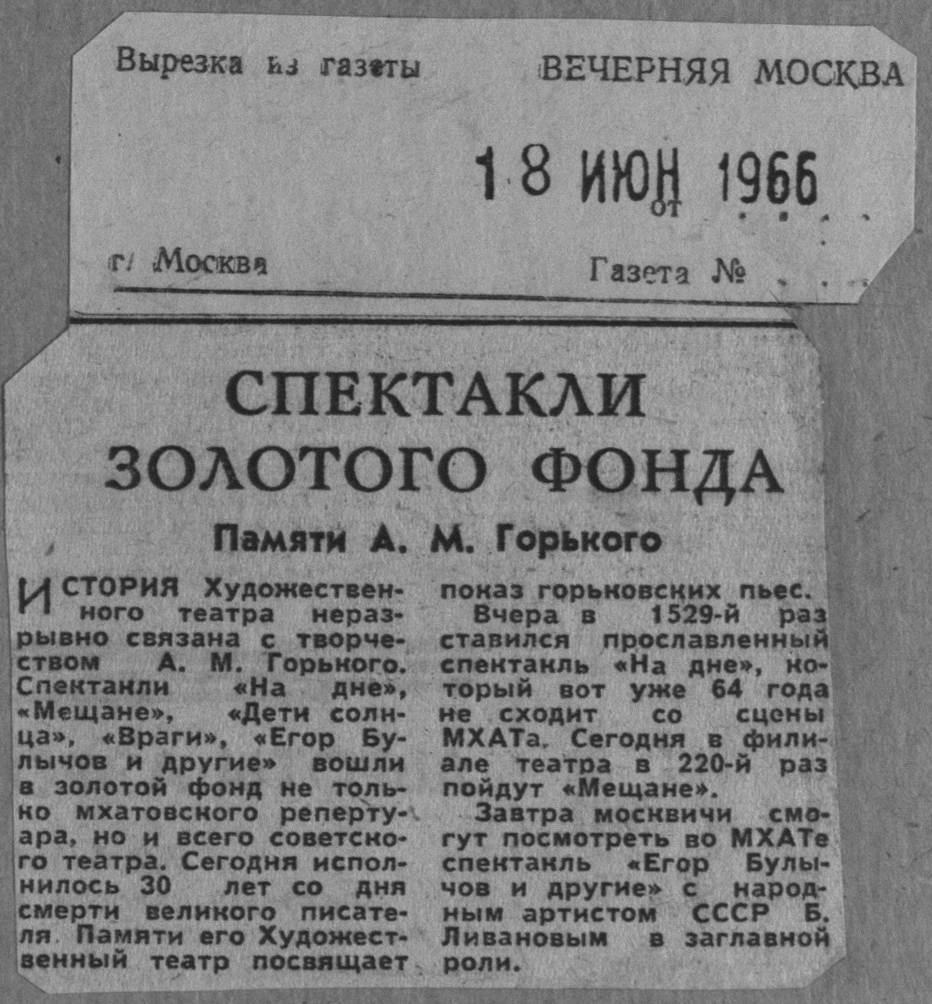 Вырезка из газеты ВЕЧЕРНЯЯ МОСКВА
18 ИЮН 1966
от . . . .
г. Москва Газета № . . .
СПЕКТАКЛИ
ЗОЛОТОГО ФОНДА
Памяти А. М. Горького
ИСТОРИЯ Художествен-
ного театра нераз-
рывно связана с творче-
ством А. М. Горького.
Спектакли «На дне»,
«Мещане», «Дети солн-
ца», «Враги», «Егор Бу-
лычов и другие» вошли
в золотой фонд не толь-
ко мхатовского реперту-
ара, но и всего советско-
го театра. Сегодня испол-
нилось 30 лет со дня
смерти великого писате-
ля. Памяти его Художест-
венный театр посвящает
показ горьковских пьес.
Вчера в 1529-й раз
ставился прославленный
спектакль «На дне», ко-
торый вот уже 64 года
не сходит со сцены
МХАТа. Сегодня в фили-
але театра в 220-й раз
пойдут «Мещане».
Завтра москвичи смо-
гут посмотреть во МХАТе
спектакль «Егор Булы-
чов и другие» с народ-
ным артистом СССР Б.
Ливановым в заглавной
роли.